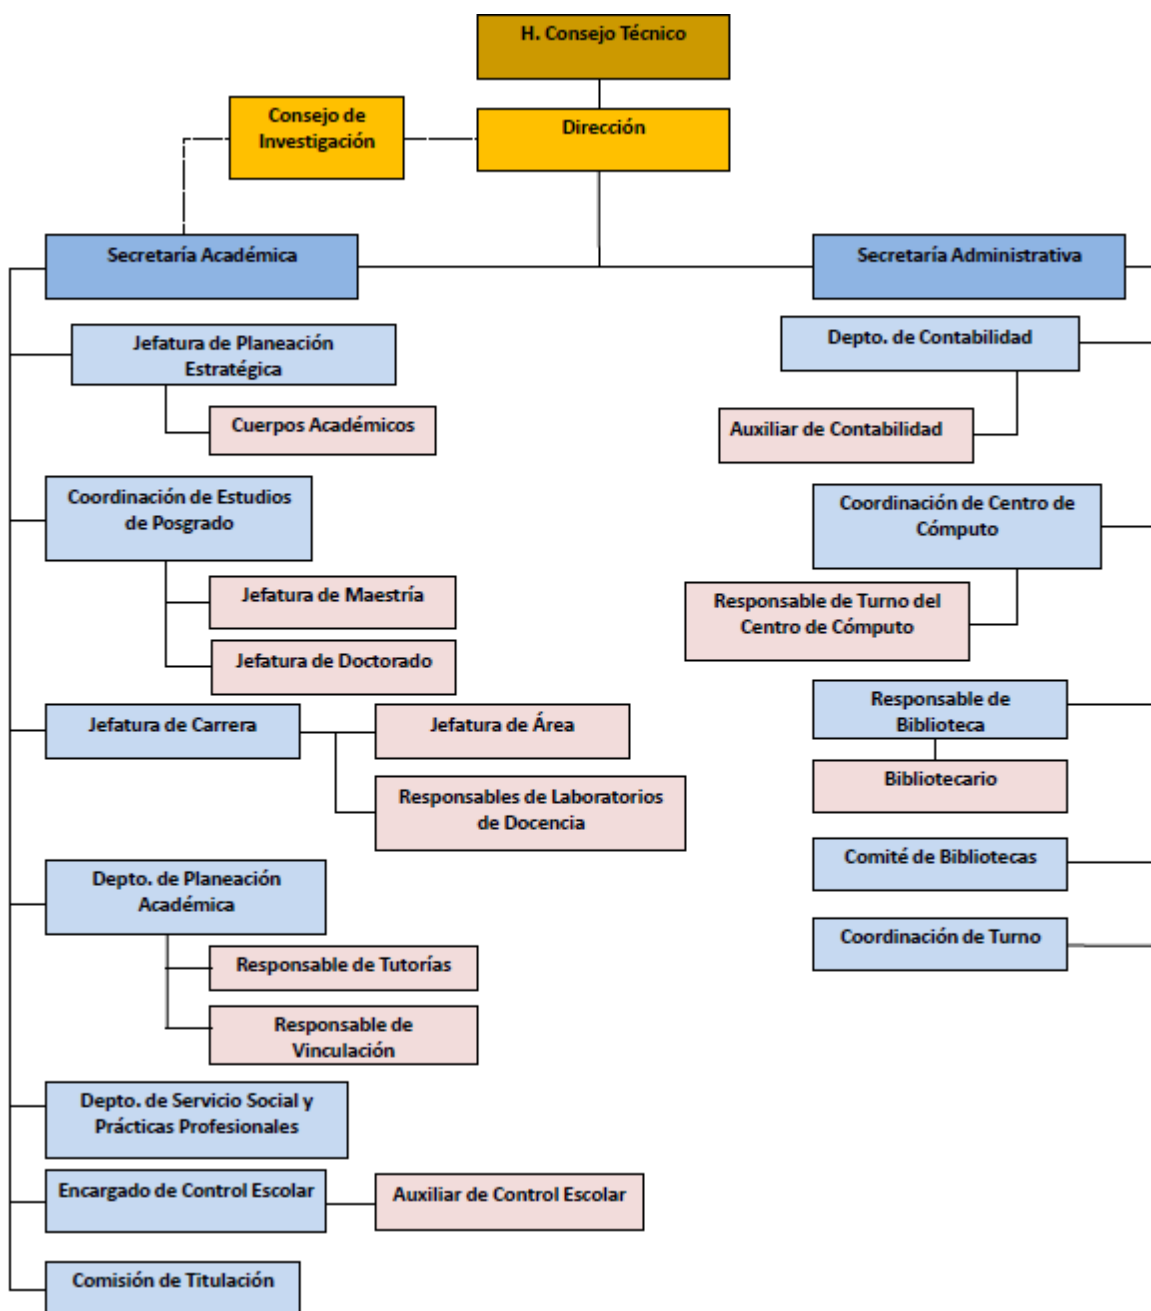 H. Consejo Técnico
Consejo de
Investigación
Dirección
Secretaría Académica
Secretaría Administrativa
Jefatura de Planeación
Estratégica
Cuerpos Académicos
Coordinación de Estudios
de Posgrado
Jefatura de Maestría
Jefatura de Doctorado
Jefatura de Carrera
Jefatura de Área
Responsables de Laboratorios
de Docencia
Depto. de Planeación
Académica
Responsable de Tutorías
Responsable de
Vinculación
Depto. de Servicio Social y
Prácticas Profesionales
Encargado de Control Escolar
Auxiliar de Control Escolar
Comisión de Titulación
Depto. de Contabilidad
Auxiliar de Contabilidad
Coordinación de Centro de
Cómputo
Responsable de Turno del
Centro de Cómputo
Responsable de
Biblioteca
Bibliotecario
Comité de Bibliotecas
Coordinación de Turno